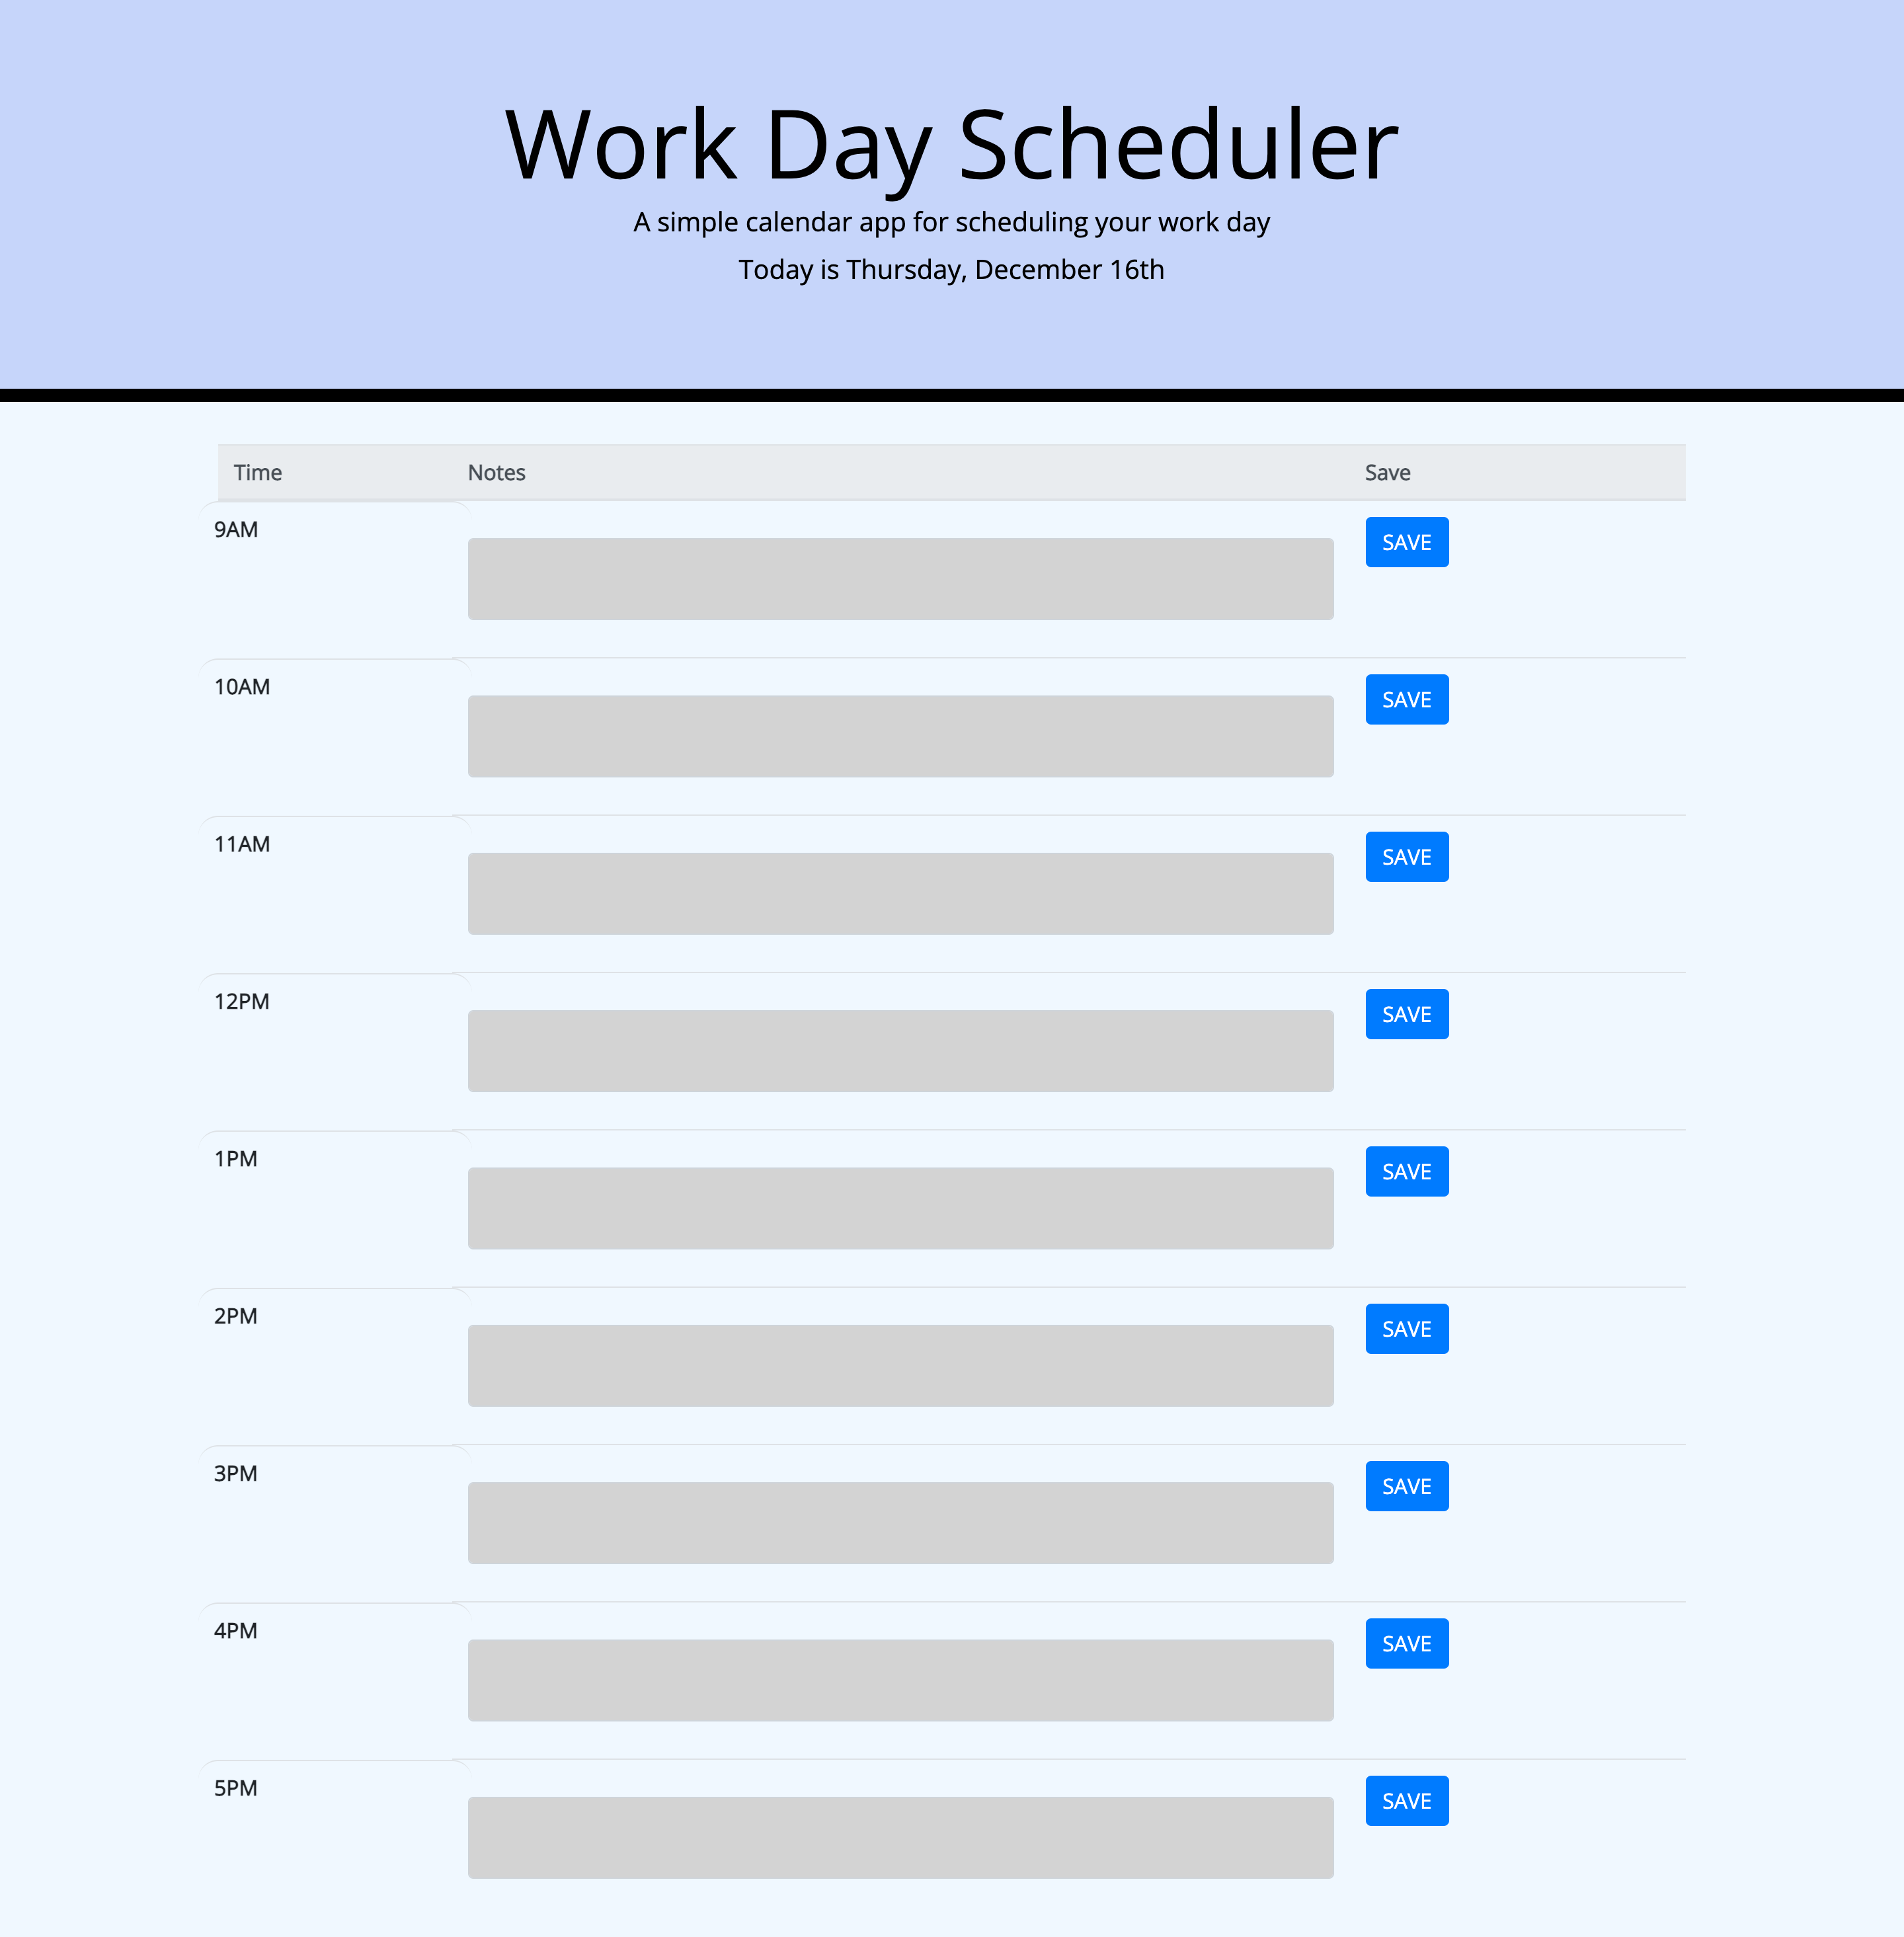 Work Day Scheduler
A simple calendar app for scheduling your work day
Today is Thursday, December 16th
Time Notes Save
9AM SAVE
10AM SAVE
11AM SAVE
12PM SAVE
1PM SAVE
2PM SAVE
3PM SAVE
4PM SAVE
5PM SAVE